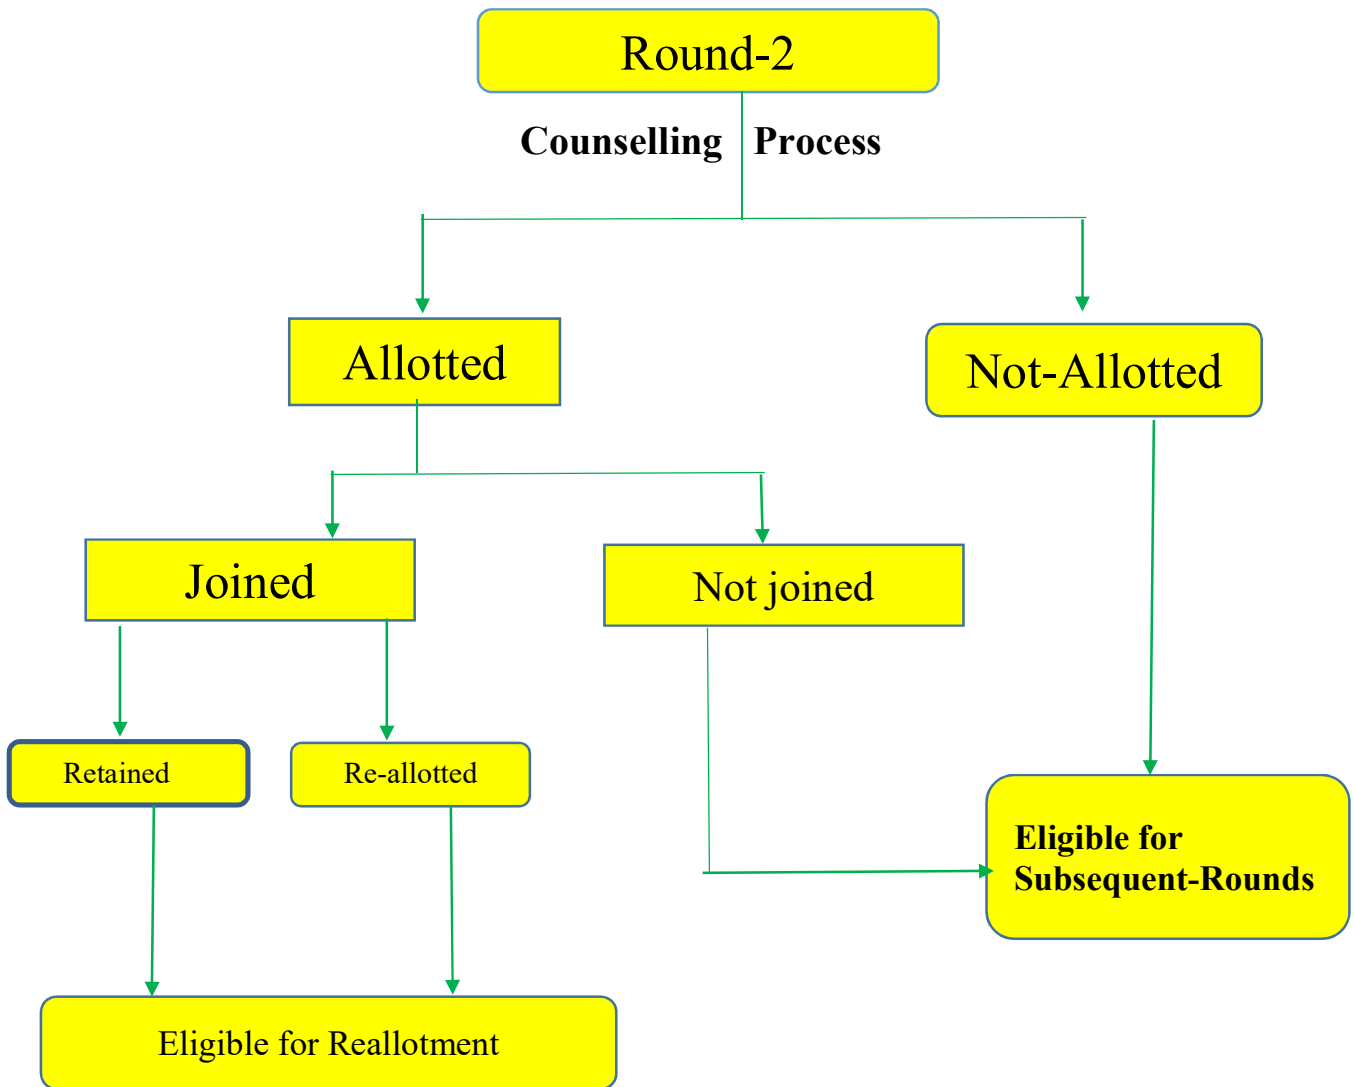 Round-2
Counselling Process
Allotted
Not-Allotted
Joined
Not joined
Retained
Re-allotted
Eligible for
Subsequent-Rounds
Eligible for Reallotment